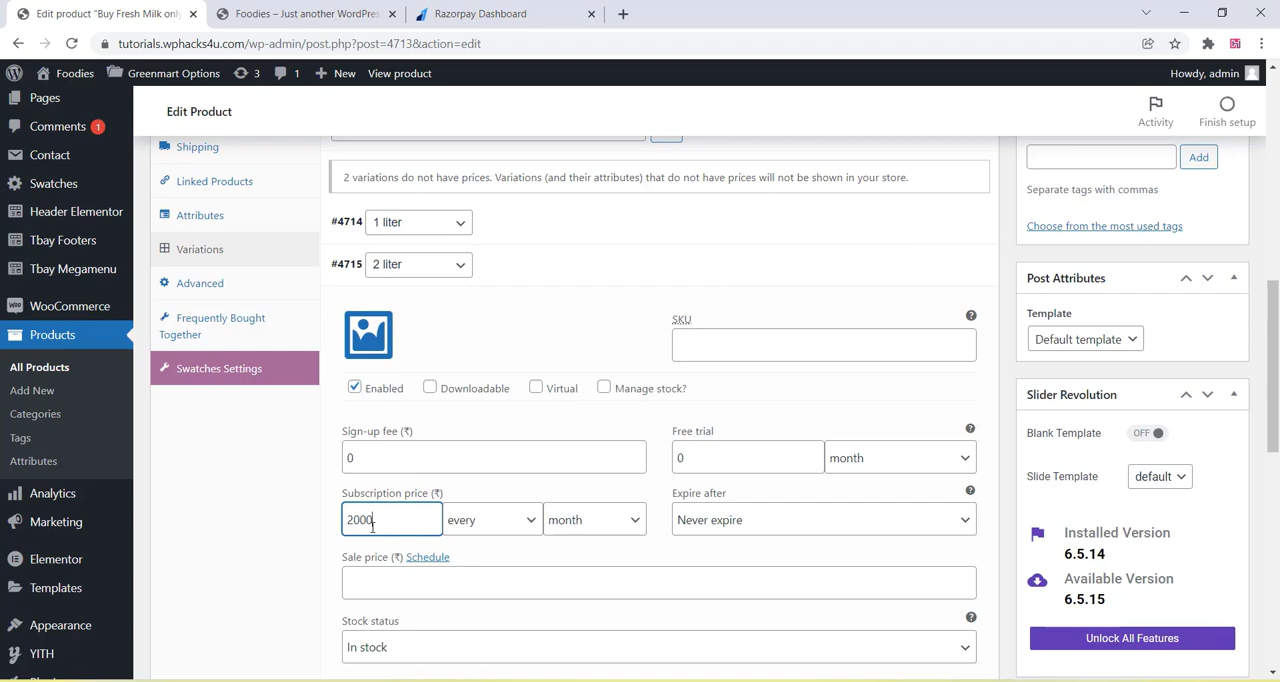 Edit product "Buy Fresh Milk only
Foodies – Just another WordPres
Razorpay Dashboard
tutorials.wphacks4u.com/wp-admin/post.php?post=4713&action=edit
Foodies
Greenmart Options
3
1
New
View product
Howdy, admin
Pages
Comments 1
Contact
Swatches
Header Elementor
Tbay Footers
Tbay Megamenu
WooCommerce
Products
All Products
Add New
Categories
Tags
Attributes
Analytics
Marketing
Elementor
Templates
Appearance
YITH
Edit Product
Activity
Finish setup
Shipping
Linked Products
Attributes
Variations
Advanced
Frequently Bought
Together
Swatches Settings
2 variations do not have prices. Variations (and their attributes) that do not have prices will not be shown in your store.
#4714 1 liter
#4715 2 liter
SKU
Enabled
Downloadable
Virtual
Manage stock?
Sign-up fee (₹)
Free trial
0
0
month
Subscription price (₹)
Expire after
2000
every
month
Never expire
Sale price (₹) Schedule
Stock status
In stock
Add
Separate tags with commas
Choose from the most used tags
Post Attributes
Template
Default template
Slider Revolution
Blank Template
OFF
Slide Template
default
Installed Version
6.5.14
Available Version
6.5.15
Unlock All Features